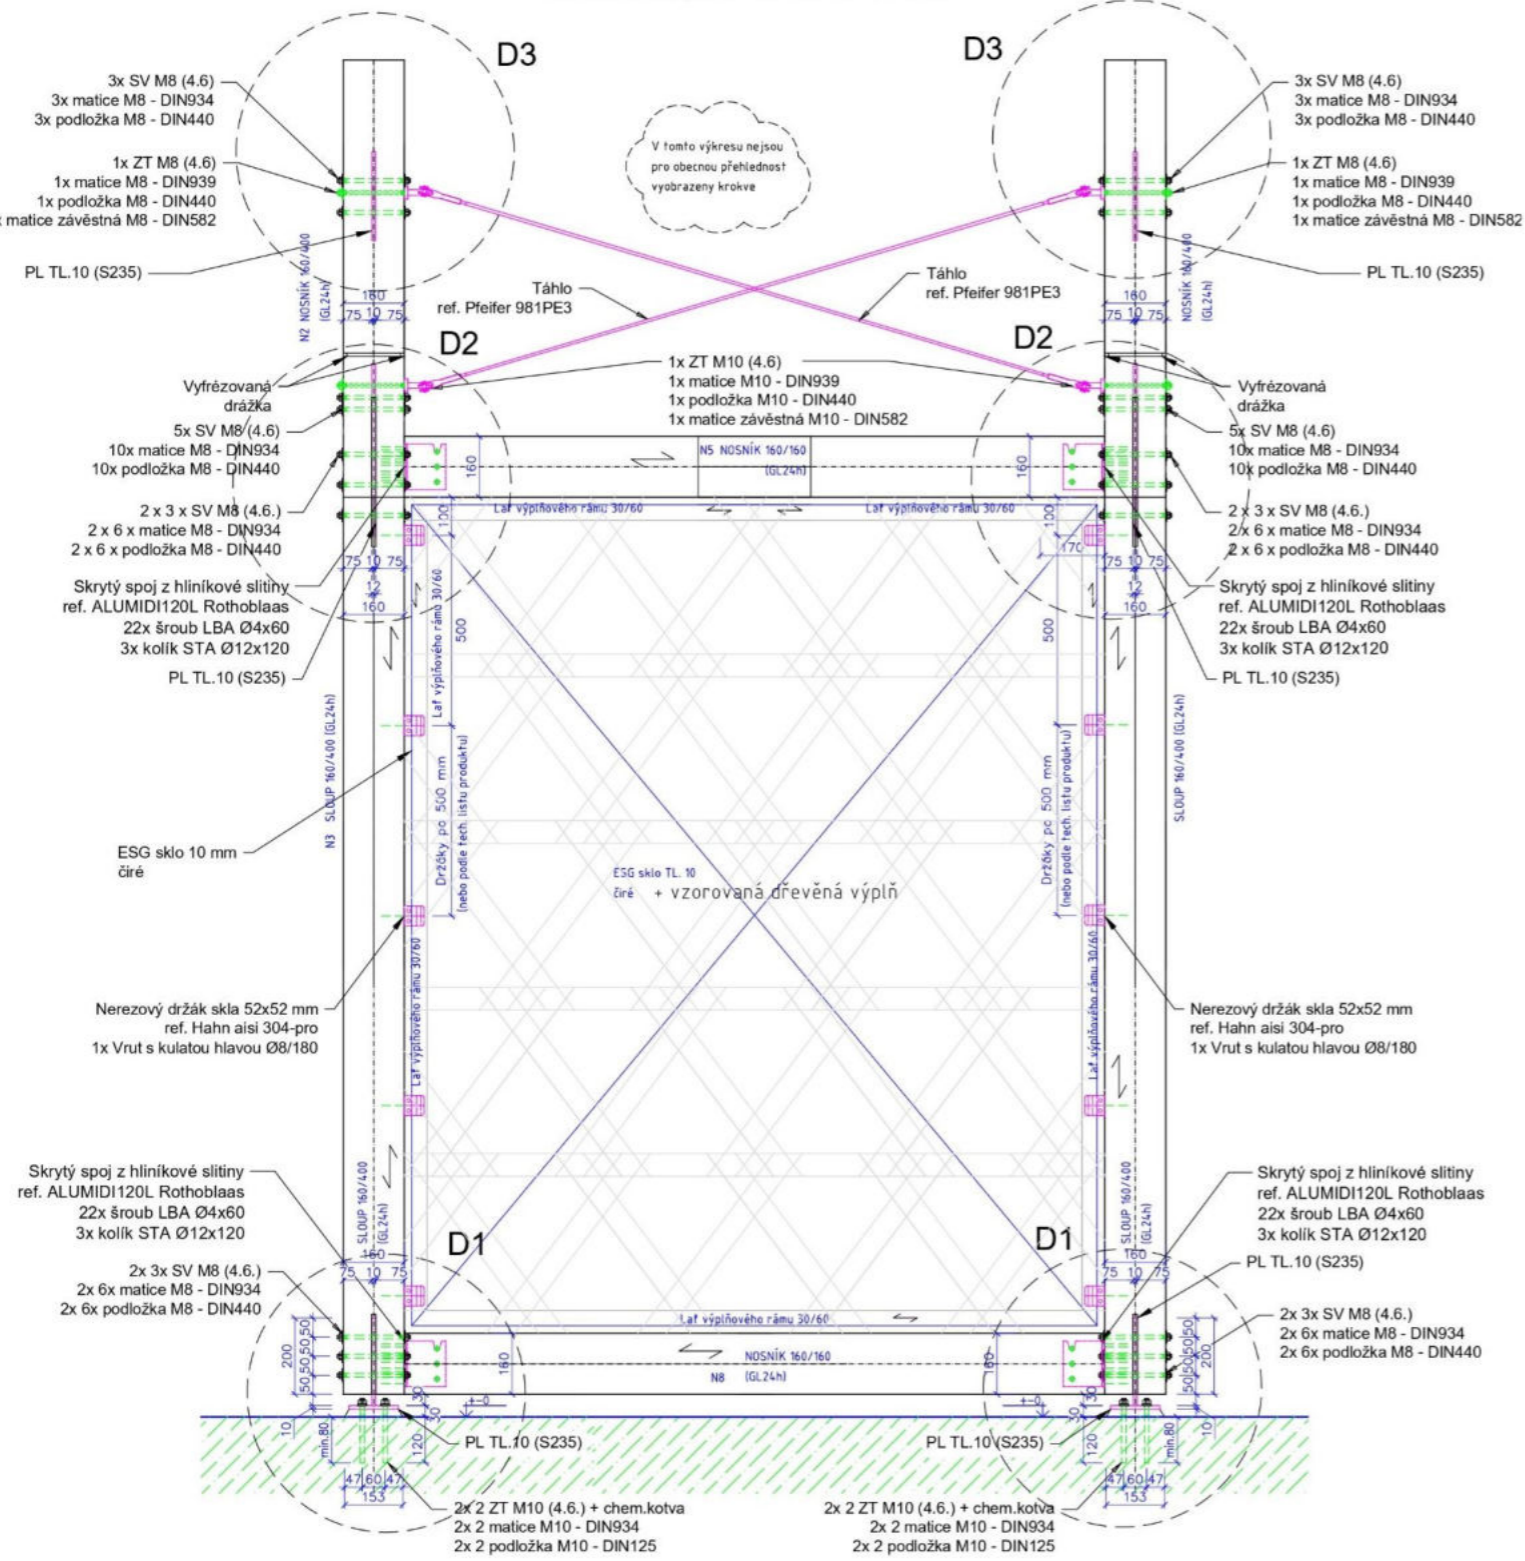 D3
3x SV M8 (4.6)
3x matice M8 - DIN934
3x podložka M8 - DIN440
1x ZT M8 (4.6)
1x matice M8 - DIN939
1x podložka M8 - DIN440
matice závěstná M8 - DIN582
PL TL.10 (S235)
N2 NOSNÍK 160/400
(GL24h)
160
75 10 75
V tomto výkresu nejsou
pro obecnou přehlednost
vyobrazeny krokve
D3
3x SV M8 (4.6)
3x matice M8 - DIN934
3x podložka M8 - DIN440
1x ZT M8 (4.6)
1x matice M8 - DIN939
1x podložka M8 - DIN440
1x matice závěstná M8 - DIN582
PL TL.10 (S235)
NOSNÍK 160/400
(GL24h)
160
75 10 75
Táhlo
ref. Pfeifer 981PE3
Táhlo
ref. Pfeifer 981PE3
D2
D2
1x ZT M10 (4.6)
1x matice M10 - DIN939
1x podložka M10 - DIN440
1x matice závěstná M10 - DIN582
Vyfrézovaná
drážka
5x SV M8 (4.6)
10x matice M8 - DIN934
10x podložka M8 - DIN440
2 x 3 x SV M8 (4.6.)
2 x 6 x matice M8 - DIN934
2 x 6 x podložka M8 - DIN440
Skrytý spoj z hliníkové slitiny
ref. ALUMIDI120L Rothoblaas
22x šroub LBA Ø4x60
3x kolík STA Ø12x120
PL TL.10 (S235)
75 10 75
12
160
Vyfrézovaná
drážka
5x SV M8 (4.6)
10x matice M8 - DIN934
10x podložka M8 - DIN440
2 x 3 x SV M8 (4.6.)
2 x 6 x matice M8 - DIN934
2 x 6 x podložka M8 - DIN440
Skrytý spoj z hliníkové slitiny
ref. ALUMIDI120L Rothoblaas
22x šroub LBA Ø4x60
3x kolík STA Ø12x120
PL TL.10 (S235)
170
75 10 75
12
160
160
N5 NOSNÍK 160/160
(GL24h)
160
Lať výplňového rámu 30/60
Lať výplňového rámu 30/60
100
100
Lať výplňového rámu 30/60
500
500
N3 SLOUP 160/400 (GL24h)
SLOUP 160/400 (GL24h)
Držáky po 500 mm
(nebo podle tech. listu produktu)
Držáky po 500 mm
(nebo podle tech. listu produktu)
ESG sklo 10 mm
čiré
ESG sklo TL. 10
čiré + vzorovaná dřevěná výplň
Lať výplňového rámu 30/60
Lať výplňového rámu 30/60
Nerezový držák skla 52x52 mm
ref. Hahn aisi 304-pro
1x Vrut s kulatou hlavou Ø8/180
Nerezový držák skla 52x52 mm
ref. Hahn aisi 304-pro
1x Vrut s kulatou hlavou Ø8/180
Skrytý spoj z hliníkové slitiny
ref. ALUMIDI120L Rothoblaas
22x šroub LBA Ø4x60
3x kolík STA Ø12x120
2x 3x SV M8 (4.6.)
2x 6x matice M8 - DIN934
2x 6x podložka M8 - DIN440
SLOUP 160/400
(GL24h)
160
75 10 75
D1
D1
SLOUP 160/400
(GL24h)
160
75 10 75
Skrytý spoj z hliníkové slitiny
ref. ALUMIDI120L Rothoblaas
22x šroub LBA Ø4x60
3x kolík STA Ø12x120
PL TL.10 (S235)
2x 3x SV M8 (4.6.)
2x 6x matice M8 - DIN934
2x 6x podložka M8 - DIN440
Lať výplňového rámu 30/60
NOSNÍK 160/160
N8 (GL24h)
160
160
200
50 50 50 50
50 50 50 50
200
30
30
+-0
+-0
30
30
10
min.80
120
120
min.80
10
PL TL.10 (S235)
PL TL.10 (S235)
47 60 47
153
47 60 47
153
2x 2 ZT M10 (4.6.) + chem.kotva
2x 2 matice M10 - DIN934
2x 2 podložka M10 - DIN125
2x 2 ZT M10 (4.6.) + chem.kotva
2x 2 matice M10 - DIN934
2x 2 podložka M10 - DIN125